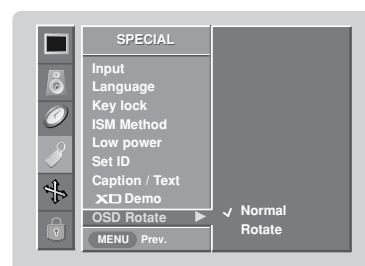 SPECIAL
Input
Language
Key lock
ISM Method
Low power
Set ID
Caption / Text
XD Demo
OSD Rotate ▶
✓ Normal
Rotate
MENU Prev.